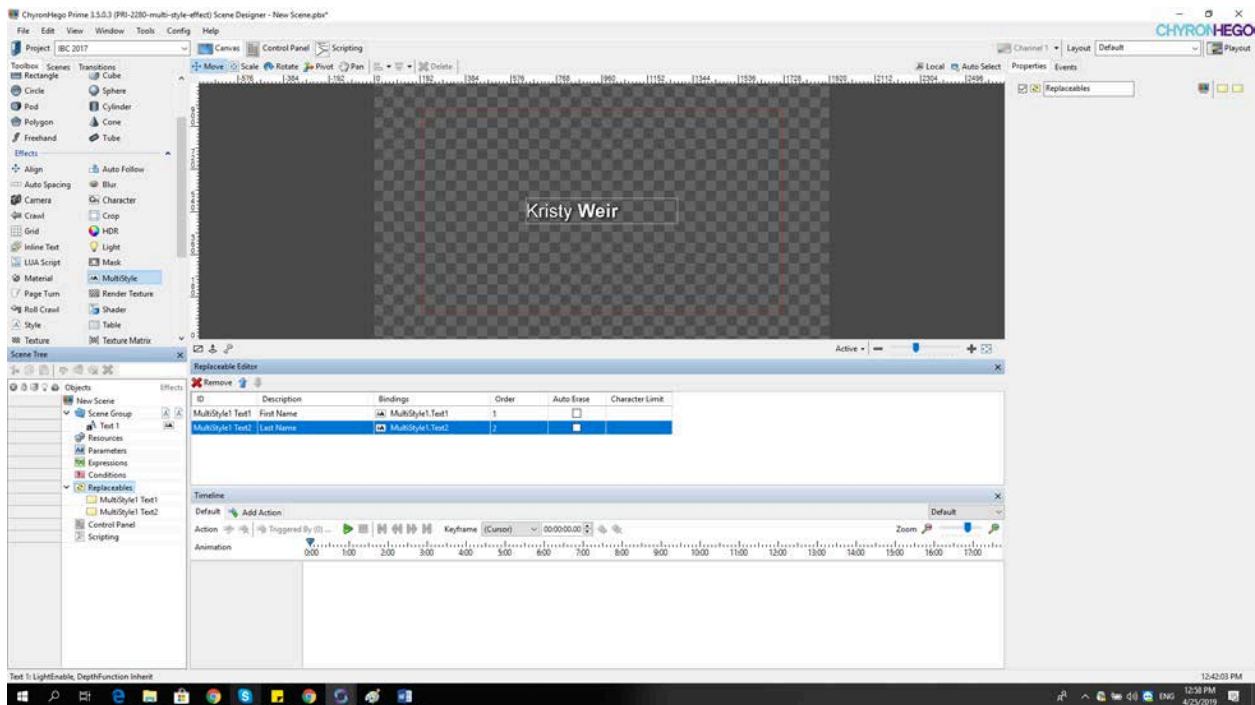 ChyronHego Prime 3.5.0.3 (PRI-2280-multi-style-effect) Scene Designer - New Scene.pbx*
File Edit View Window Tools Config Help
CHYRONHEGO
Project IBC 2017 Canvas Control Panel Scripting Channel 1 Layout Default Playout
Toolbox Scenes Transitions Move Scale Rotate Pivot Pan Delete Local Auto Select Properties Events
Rectangle Cube
Replaceables
Circle Sphere
Pod Cylinder
Polygon Cone
Freehand Tube
Effects
Align Auto Follow
Auto Spacing Blur
Camera Character
Crawl Crop
Grid HDR
Inline Text Light
LUA Script Mask
Material MultiStyle
Page Turn Render Texture
Roll Crawl Shader
Style Table
Texture Texture Matrix
Kristy Weir
Active
Scene Tree
Objects Effects
New Scene
Scene Group
Text 1
Resources
Parameters
Expressions
Conditions
Replaceables
MultiStyle1 Text1
MultiStyle1 Text2
Control Panel
Scripting
Replaceable Editor
Remove
ID Description Bindings Order Auto Erase Character Limit
MultiStyle1 Text1 First Name MultiStyle1.Text1 1
MultiStyle1 Text2 Last Name MultiStyle1.Text2 2
Timeline
Default Add Action Default
Action Triggered By (0) ... Keyframe (Cursor) 00:00:00.00 Zoom
Animation 0:00 1:00 2:00 3:00 4:00 5:00 6:00 7:00 8:00 9:00 10:00 11:00 12:00 13:00 14:00 15:00 16:00 17:00
Text 1: LightEnable, DepthFunction Inherit 12:42:03 PM
ENG 12:58 PM
4/25/2019